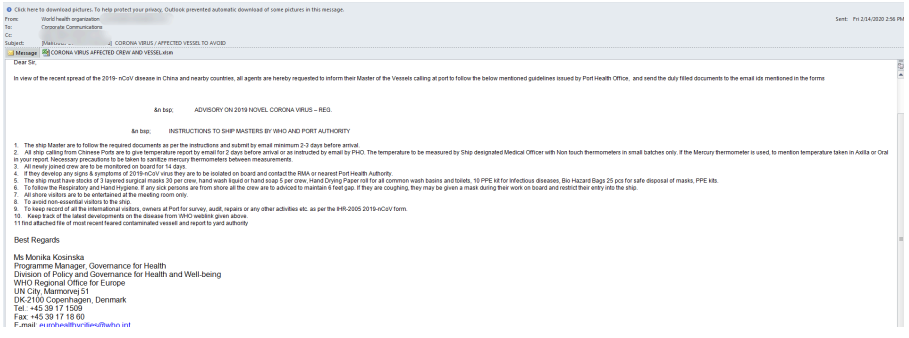 Click here to download pictures. To help protect your privacy, Outlook prevented automatic download of some pictures in this message.
From: World health organization
Sent: Fri 2/14/2020 2:56 PM
To: Corporate Communications
Cc:
Subject: CORONA VIRUS / AFFECTED VESSEL TO AVOID
Message CORONA VIRUS AFFECTED CREW AND VESSEL.xlsm
Dear Sir,
In view of the recent spread of the 2019- nCoV disease in China and nearby countries, all agents are hereby requested to inform their Master of the Vessels calling at port to follow the below mentioned guidelines issued by Port Health Office, and send the duly filled documents to the email ids mentioned in the forms
&n bsp; ADVISORY ON 2019 NOVEL CORONA VIRUS – REG.
&n bsp; INSTRUCTIONS TO SHIP MASTERS BY WHO AND PORT AUTHORITY
1. The ship Master are to follow the required documents as per the instructions and submit by email minimum 2-3 days before arrival.
2. All ship calling from Chinese Ports are to give temperature report by email for 2 days before arrival or as instructed by email by PHO. The temperature to be measured by Ship designated Medical Officer with Non touch thermometers in small batches only. If the Mercury thermometer is used, to mention temperature taken in Axilla or Oral
in your report. Necessary precautions to be taken to sanitize mercury thermometers between measurements.
3. All newly joined crew are to be monitored on board for 14 days.
4. If they develop any signs & symptoms of 2019-nCoV virus they are to be isolated on board and contact the RMA or nearest Port Health Authority.
5. The ship must have stocks of 3 layered surgical masks 30 per crew, hand wash liquid or hand soap 5 per crew, Hand Drying Paper roll for all common wash basins and toilets, 10 PPE kit for Infectious diseases, Bio Hazard Bags 25 pcs for safe disposal of masks, PPE kits.
6. To follow the Respiratory and Hand Hygiene. If any sick persons are from shore all the crew are to adviced to maintain 6 feet gap. If they are coughing, they may be given a mask during their work on board and restrict their entry into the ship.
7. All shore visitors are to be entertained at the meeting room only.
8. To avoid non-essential visitors to the ship.
9. To keep record of all the international visitors, owners at Port for survey, audit, repairs or any other activities etc. as per the IHR-2005 2019-nCoV form.
10. Keep track of the latest developments on the disease from WHO weblink given above.
11 find attached file of most recent feared contaminated vessell and report to yard authority
Best Regards
Ms Monika Kosinska
Programme Manager, Governance for Health
Division of Policy and Governance for Health and Well-being
WHO Regional Office for Europe
UN City, Marmorvej 51
DK-2100 Copenhagen, Denmark
Tel.: +45 39 17 1509
Fax: +45 39 17 18 60
E-mail: eurohealthycities@who.int